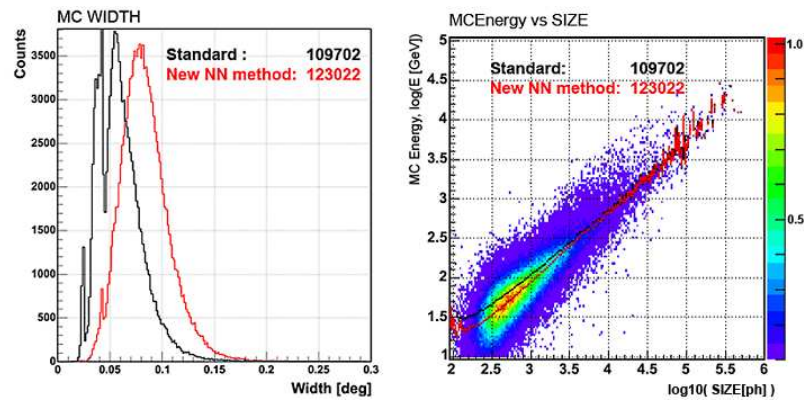 MC WIDTH
Counts
3500
3000
2500
2000
1500
1000
500
0
Standard : 109702
New NN method: 123022
0 0.05 0.1 0.15 0.2 0.25 0.3
Width [deg]
MCEnergy vs SIZE
MC Energy, log(E [GeV])
5
4.5
4
3.5
3
2.5
2
1.5
1
Standard: 109702
New NN method: 123022
2 2.5 3 3.5 4 4.5 5 5.5 6
log10( SIZE[ph] )
1.0
0